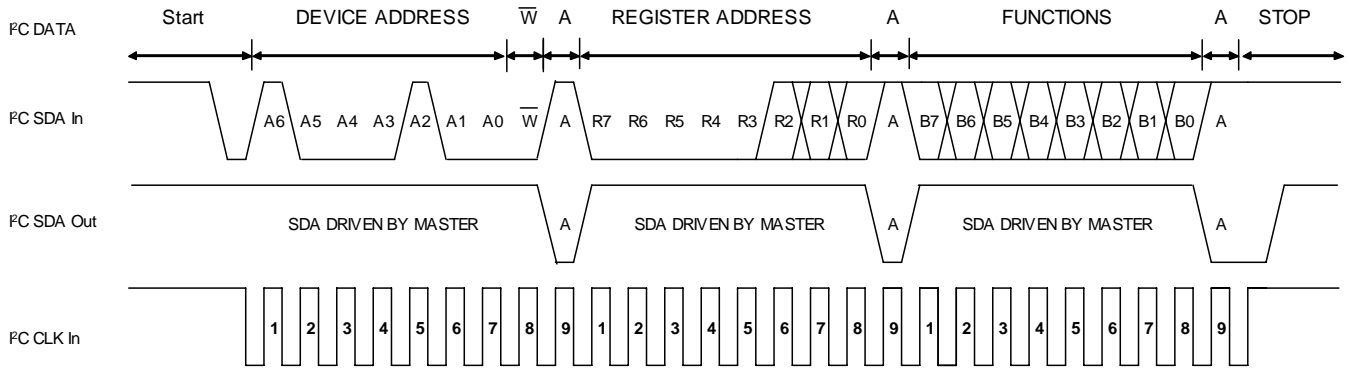 Start DEVICE ADDRESS W A REGISTER ADDRESS A FUNCTIONS A STOP
I²C DATA
I²C SDA In A6 A5 A4 A3 A2 A1 A0 W A R7 R6 R5 R4 R3 R2 R1 R0 A B7 B6 B5 B4 B3 B2 B1 B0 A
I²C SDA Out SDA DRIVEN BY MASTER A SDA DRIVEN BY MASTER A SDA DRIVEN BY MASTER A
1 2 3 4 5 6 7 8 9 1 2 3 4 5 6 7 8 9 1 2 3 4 5 6 7 8 9
I²C CLK In